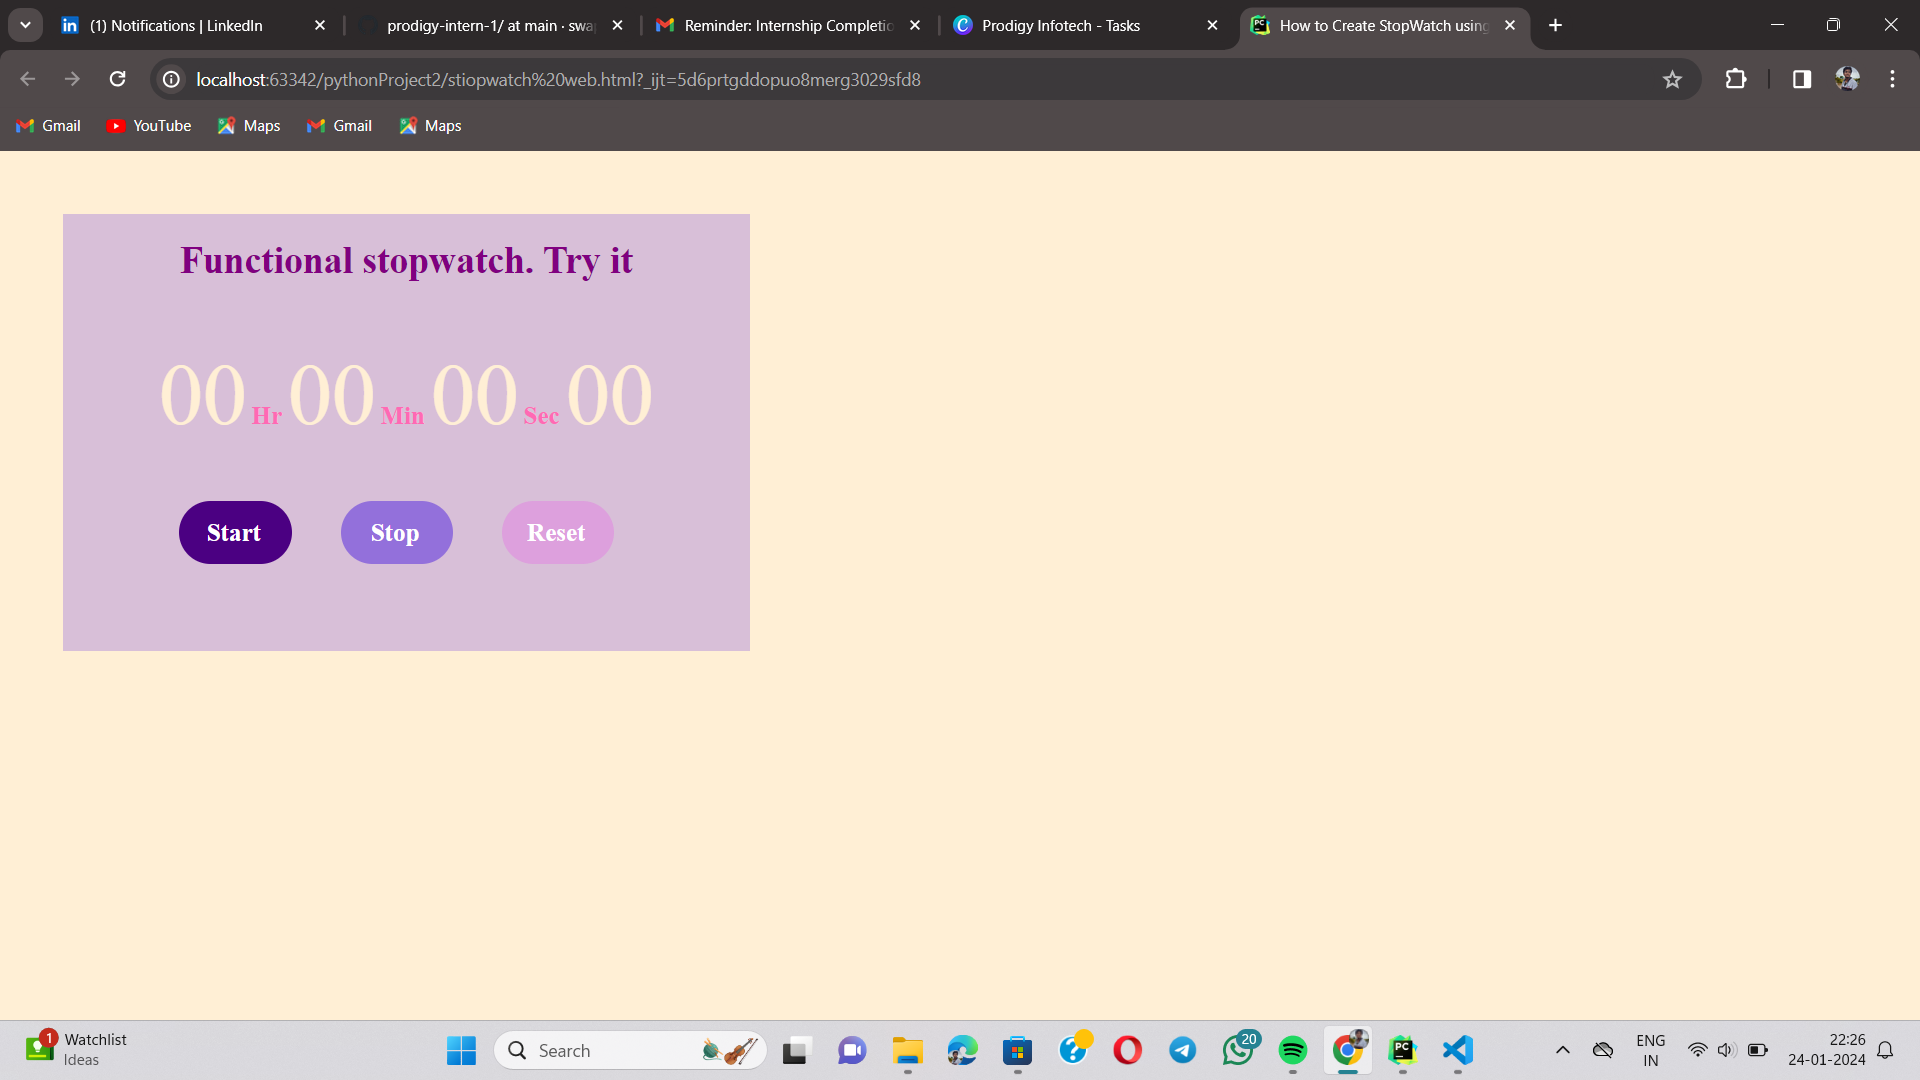 (1) Notifications | LinkedIn
prodigy-intern-1/ at main · swa
Reminder: Internship Completio
Prodigy Infotech - Tasks
How to Create StopWatch using
localhost:63342/pythonProject2/stiopwatch%20web.html?_ijt=5d6prtgddopuo8merg3029sfd8
Gmail YouTube Maps Gmail Maps
Functional stopwatch. Try it
00 Hr 00 Min 00 Sec 00
Start Stop Reset
1
Watchlist
Ideas
Search
20
PC
ENG
IN
22:26
24-01-2024